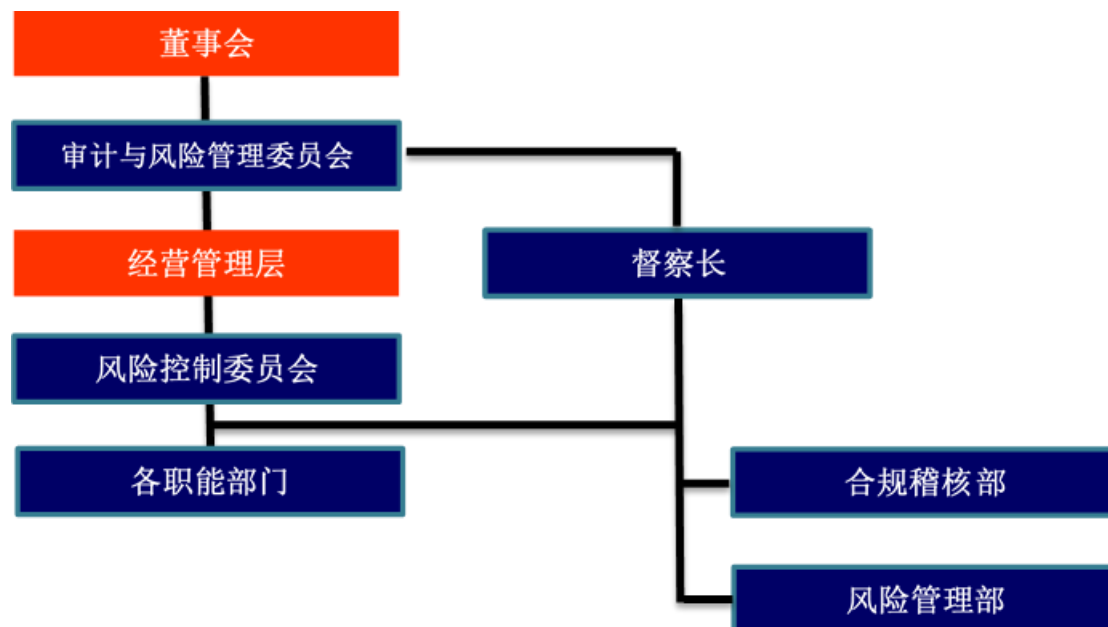 董事会
审计与风险管理委员会
经营管理层
督察长
风险控制委员会
各职能部门
合规稽核部
风险管理部